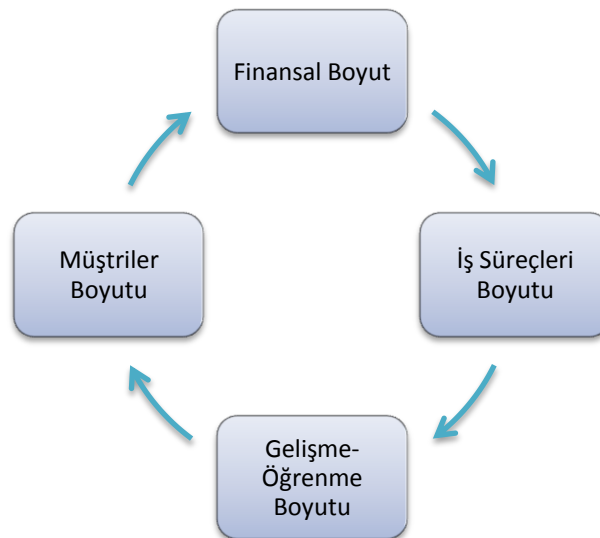 Finansal Boyut
İş Süreçleri
Boyutu
Gelişme-
Öğrenme
Boyutu
Müştriler
Boyutu